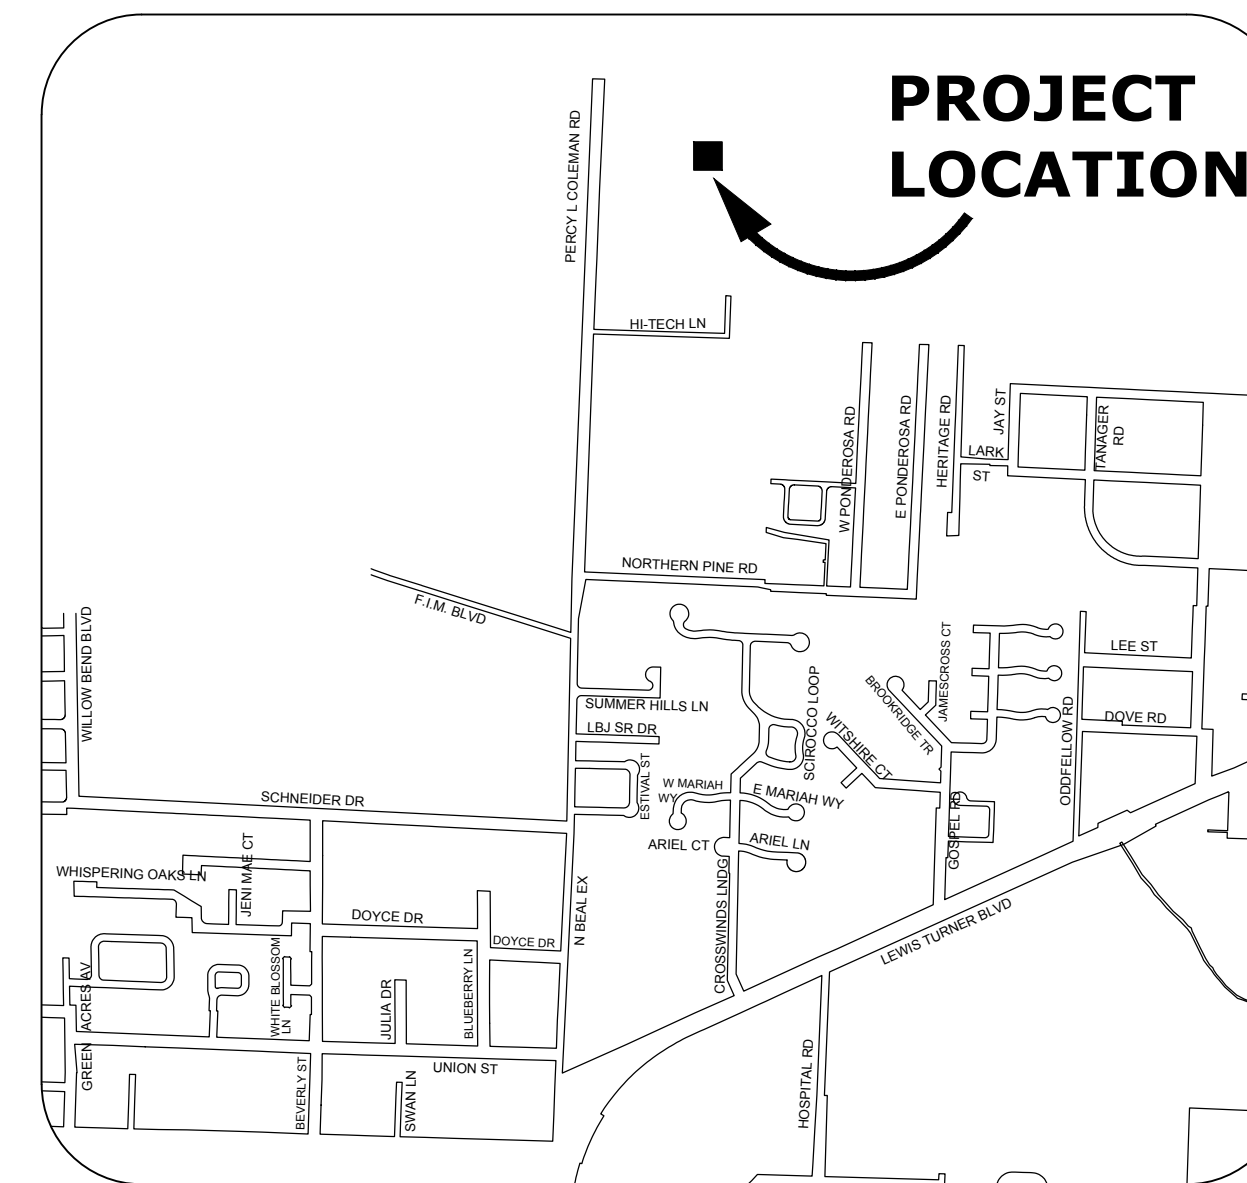 PROJECT
LOCATION
PERCY L COLEMAN RD
HI-TECH LN
W PONDEROSA RD
E PONDEROSA RD
HERITAGE RD
JAY ST
LARK
ST
TANAGER
RD
NORTHERN PINE RD
F.I.M. BLVD
WILLOW BEND BLVD
SUMMER HILLS LN
LBJ SR DR
ESTIVAL ST
SCIROCCO LOOP
WITSHIRE CT
BROOKRIDGE TR
JAMESCROSS CT
LEE ST
DOVE RD
ODDFELLOW RD
SCHNEIDER DR
W MARIAH
WY
E MARIAH WY
ARIEL CT
ARIEL LN
GOSPEL RD
WHISPERING OAKS LN
JENI MAE CT
DOYCE DR
DOYCE DR
N BEAL EX
CROSSWINDS LNDG
LEWIS TURNER BLVD
GREEN ACRES AV
WHITE BLOSSOM
LN
JULIA DR
BLUEBERRY LN
UNION ST
BEVERLY ST
SWAN LN
HOSPITAL RD